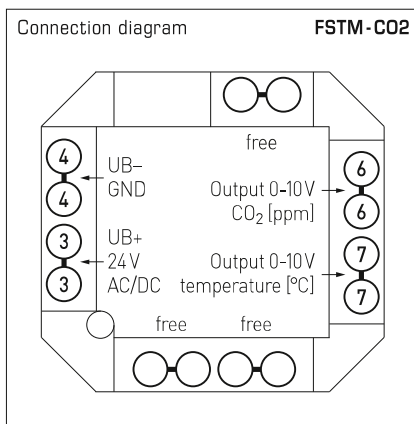 Connection diagram FSTM-CO2
free
4
4
UB–
GND
Output 0-10 V
CO₂ [ppm]
6
6
3
3
UB+
24 V
AC/DC
Output 0-10 V
temperature [°C]
7
7
free free